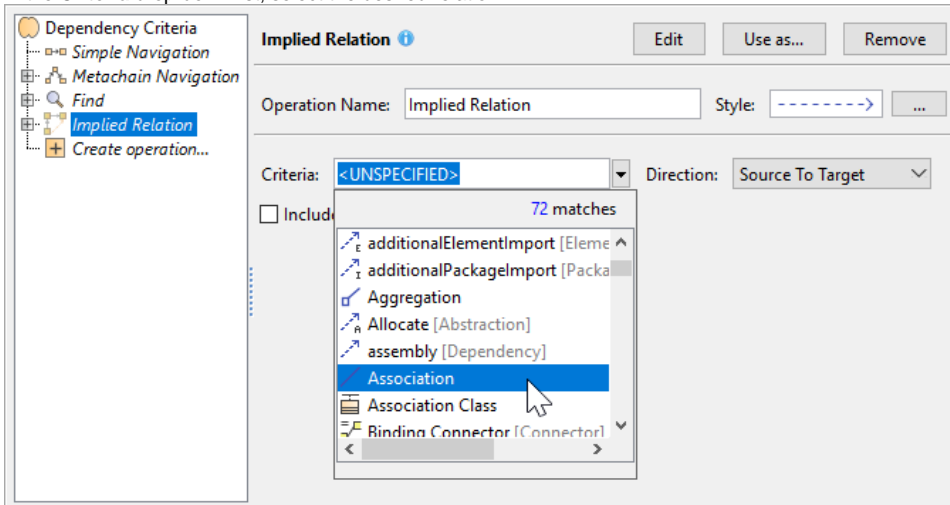 Dependency Criteria
Simple Navigation
Metachain Navigation
Find
Implied Relation
Create operation...
Implied Relation
Edit
Use as...
Remove
Operation Name: Implied Relation
Style:
...
Criteria: <UNSPECIFIED>
Direction: Source To Target
72 matches
additionalElementImport [Eleme
additionalPackageImport [Packa
Aggregation
Allocate [Abstraction]
assembly [Dependency]
Association
Association Class
Binding Connector [Connector]